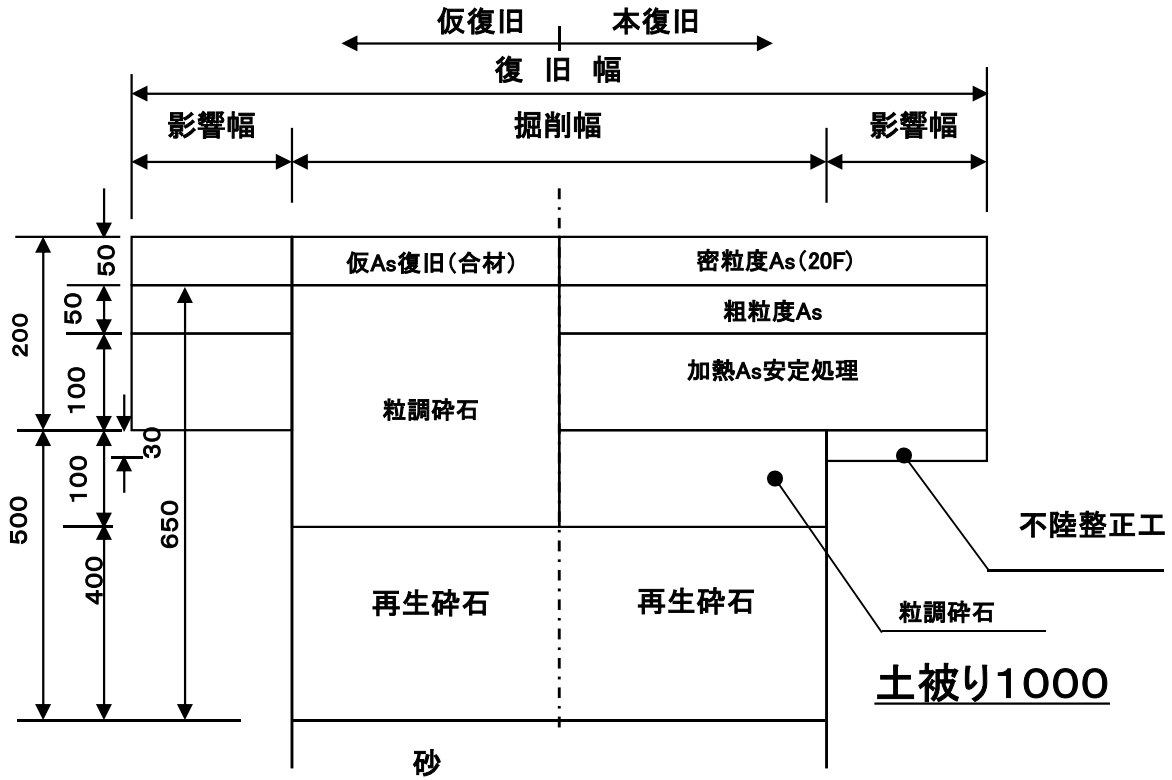 仮復旧 本復旧
復 旧 幅
影響幅 掘削幅 影響幅
50
仮As復旧(合材) 密粒度As(20F)
50
粗粒度As
200
100
加熱As安定処理
粒調砕石
30
100
500
650
不陸整正工
400
再生砕石 再生砕石
粒調砕石
土被り1000
砂